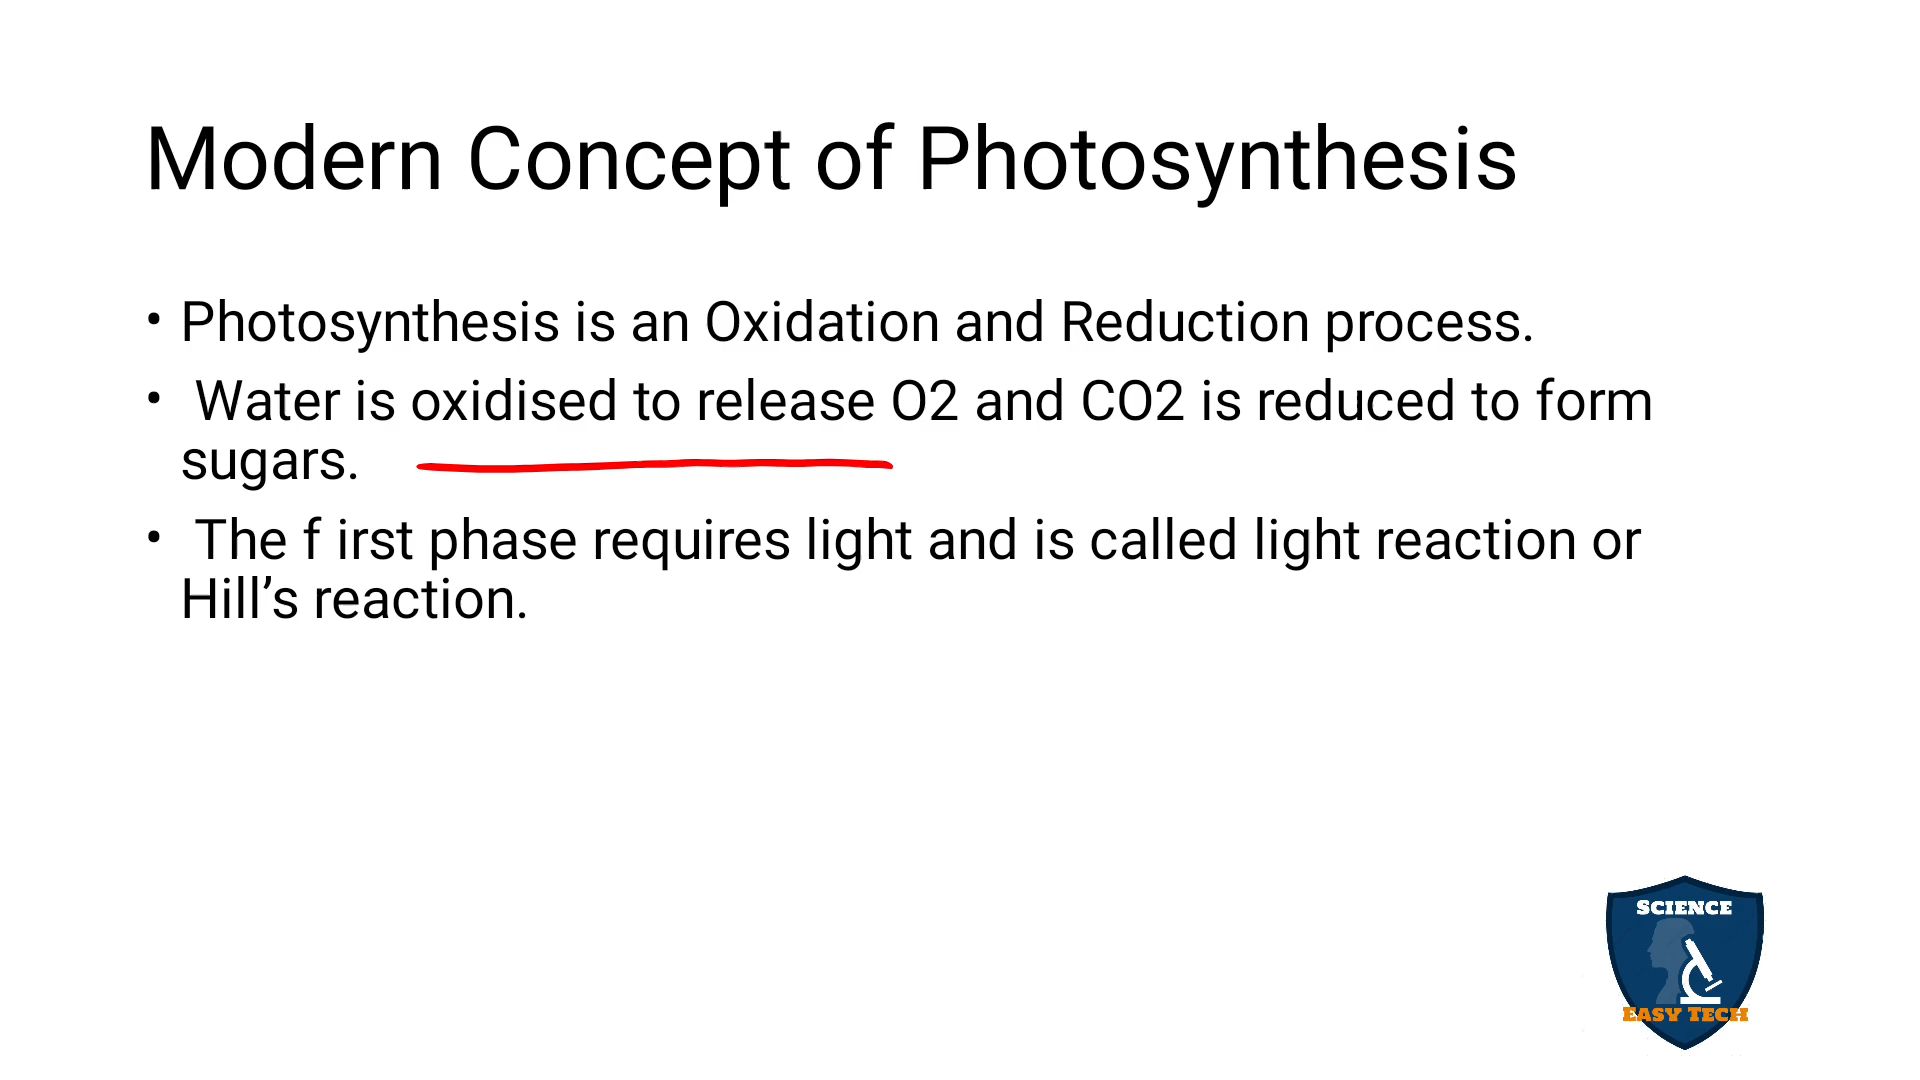 Modern Concept of Photosynthesis
• Photosynthesis is an Oxidation and Reduction process.
• Water is oxidised to release O2 and CO2 is reduced to form
sugars.
• The f irst phase requires light and is called light reaction or
Hill’s reaction.
SCIENCE
EASY TECH